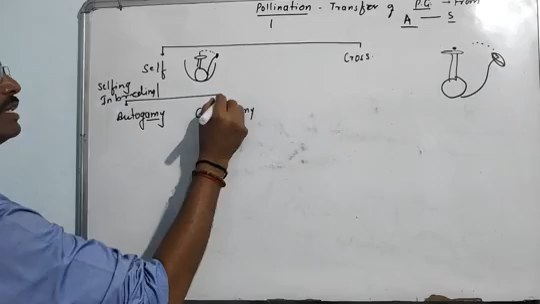 Pollination - Transfer of P.G. → From
A — S
Self Cross.
Selfing
Inbreeding
Autogamy